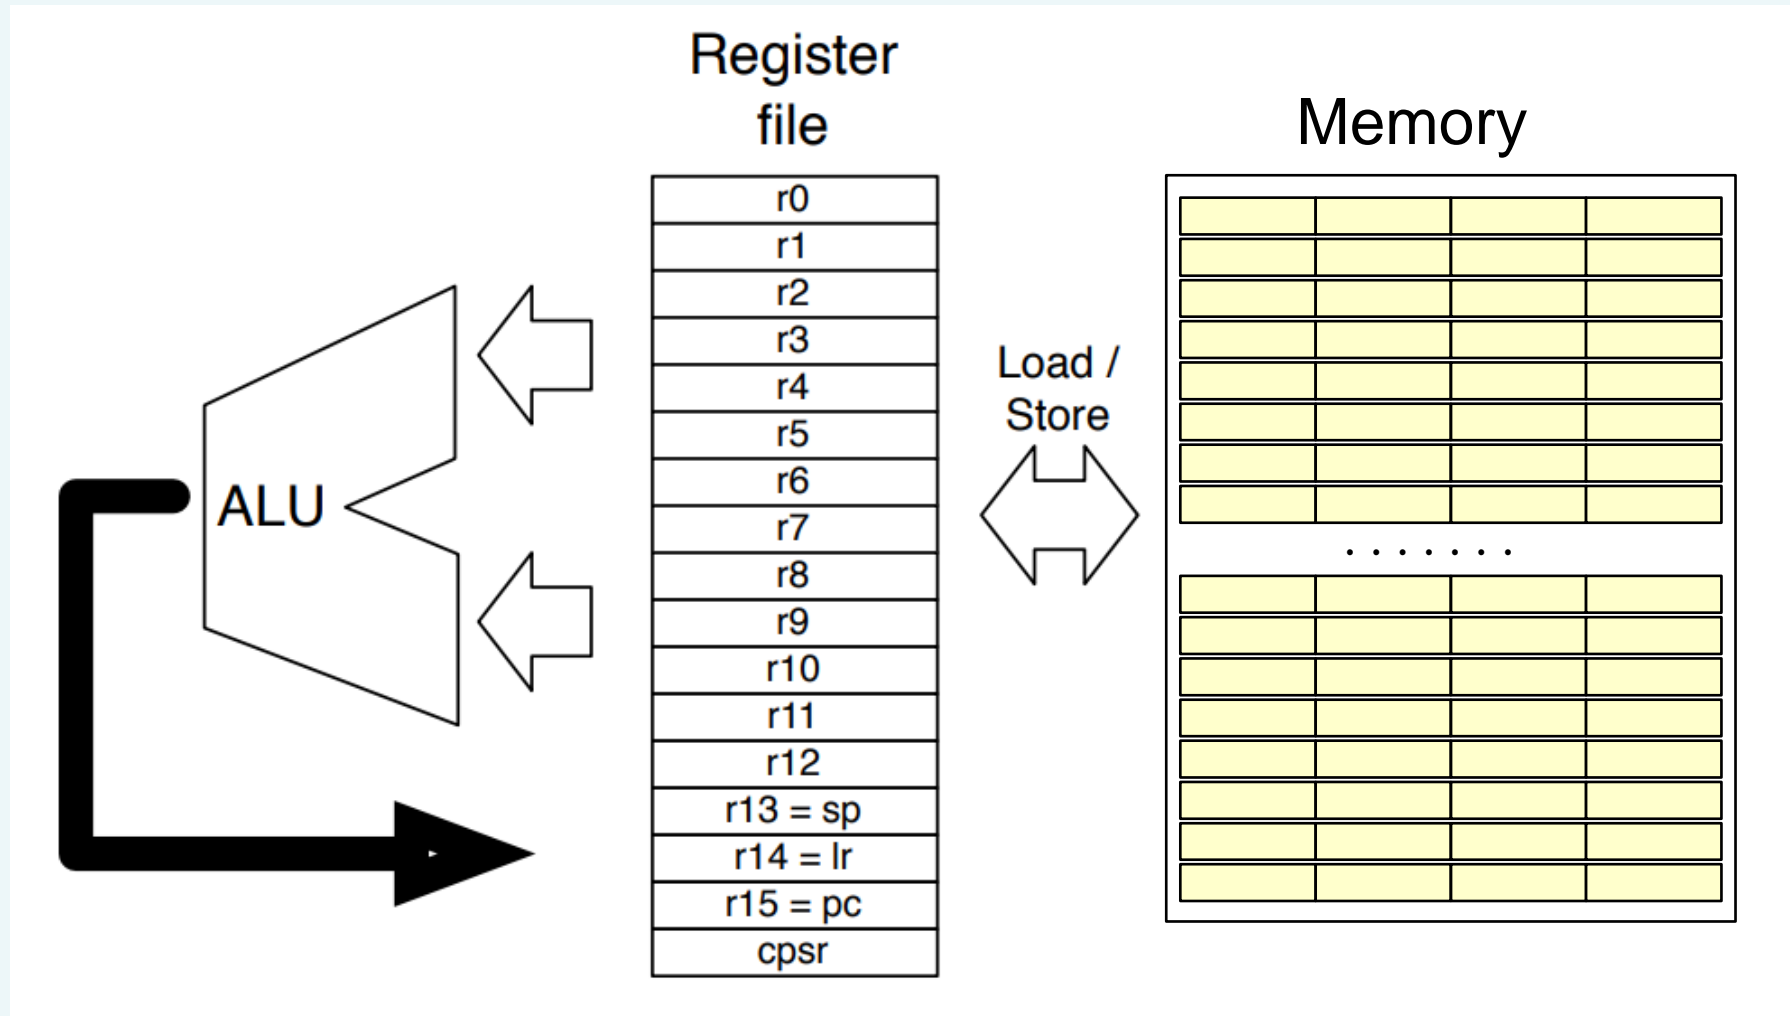 Register
file
Memory
r0
r1
r2
r3
r4
r5
r6
r7
r8
r9
r10
r11
r12
r13 = sp
r14 = lr
r15 = pc
cpsr
Load /
Store
ALU
. . . . . . .